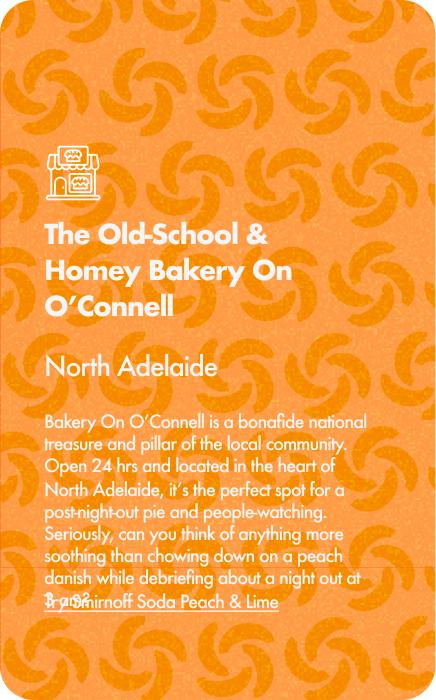 The Old-School &
Homey Bakery On
O’Connell
North Adelaide
Bakery On O’Connell is a bonafide national
treasure and pillar of the local community.
Open 24 hrs and located in the heart of
North Adelaide, it’s the perfect spot for a
post-night-out pie and people-watching.
Seriously, can you think of anything more
soothing than chowing down on a peach
danish while debriefing about a night out at
3 am?
Try Smirnoff Soda Peach & Lime